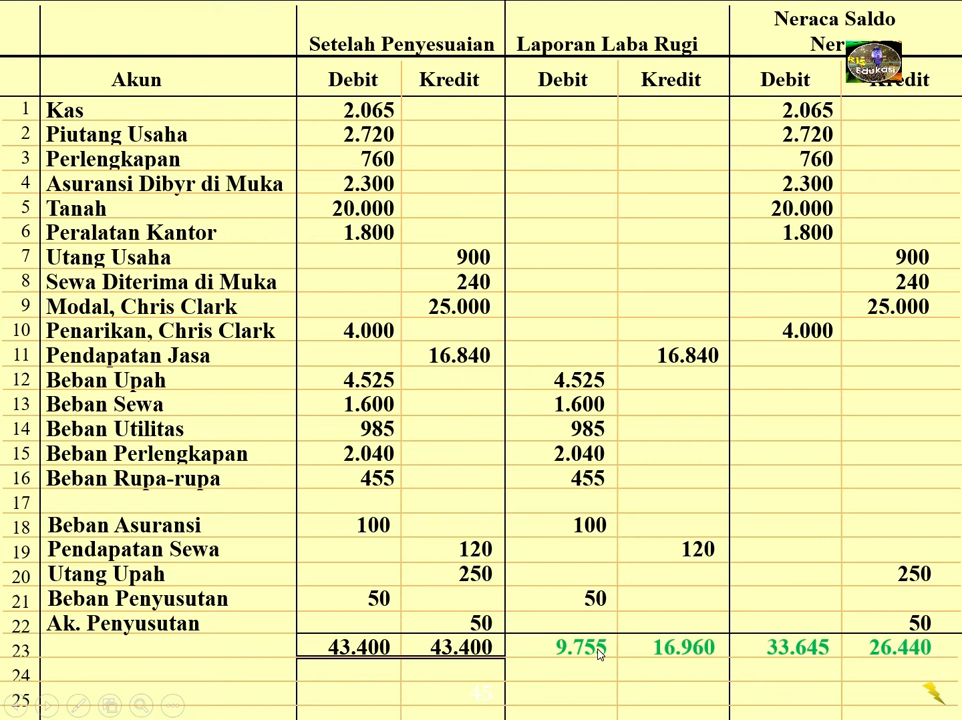 Neraca Saldo
Setelah Penyesuaian Laporan Laba Rugi Ner
Akun Debit Kredit Debit Kredit Debit edit
Edukasi
1 Kas 2.065 2.065
2 Piutang Usaha 2.720 2.720
3 Perlengkapan 760 760
4 Asuransi Dibyr di Muka 2.300 2.300
5 Tanah 20.000 20.000
6 Peralatan Kantor 1.800 1.800
7 Utang Usaha 900 900
8 Sewa Diterima di Muka 240 240
9 Modal, Chris Clark 25.000 25.000
10 Penarikan, Chris Clark 4.000 4.000
11 Pendapatan Jasa 16.840 16.840
12 Beban Upah 4.525 4.525
13 Beban Sewa 1.600 1.600
14 Beban Utilitas 985 985
15 Beban Perlengkapan 2.040 2.040
16 Beban Rupa-rupa 455 455
17
18 Beban Asuransi 100 100
19 Pendapatan Sewa 120 120
20 Utang Upah 250 250
21 Beban Penyusutan 50 50
22 Ak. Penyusutan 50 50
23 43.400 43.400 9.755 16.960 33.645 26.440
24
25 45